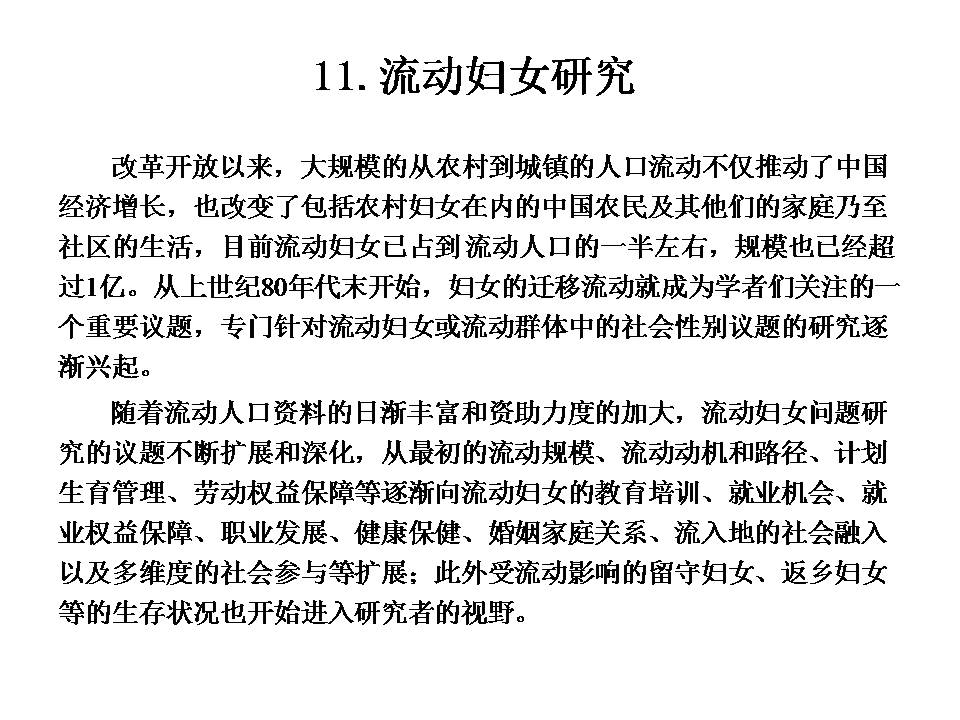 11.流动妇女研究
改革开放以来，大规模的从农村到城镇的人口流动不仅推动了中国
经济增长，也改变了包括农村妇女在内的中国农民及其他们的家庭乃至
社区的生活，目前流动妇女已占到流动人口的一半左右，规模也已经超
过1亿。从上世纪80年代末开始，妇女的迁移流动就成为学者们关注的一
个重要议题，专门针对流动妇女或流动群体中的社会性别议题的研究逐
渐兴起。
随着流动人口资料的日渐丰富和资助力度的加大，流动妇女问题研
究的议题不断扩展和深化，从最初的流动规模、流动动机和路径、计划
生育管理、劳动权益保障等逐渐向流动妇女的教育培训、就业机会、就
业权益保障、职业发展、健康保健、婚姻家庭关系、流入地的社会融入
以及多维度的社会参与等扩展；此外受流动影响的留守妇女、返乡妇女
等的生存状况也开始进入研究者的视野。